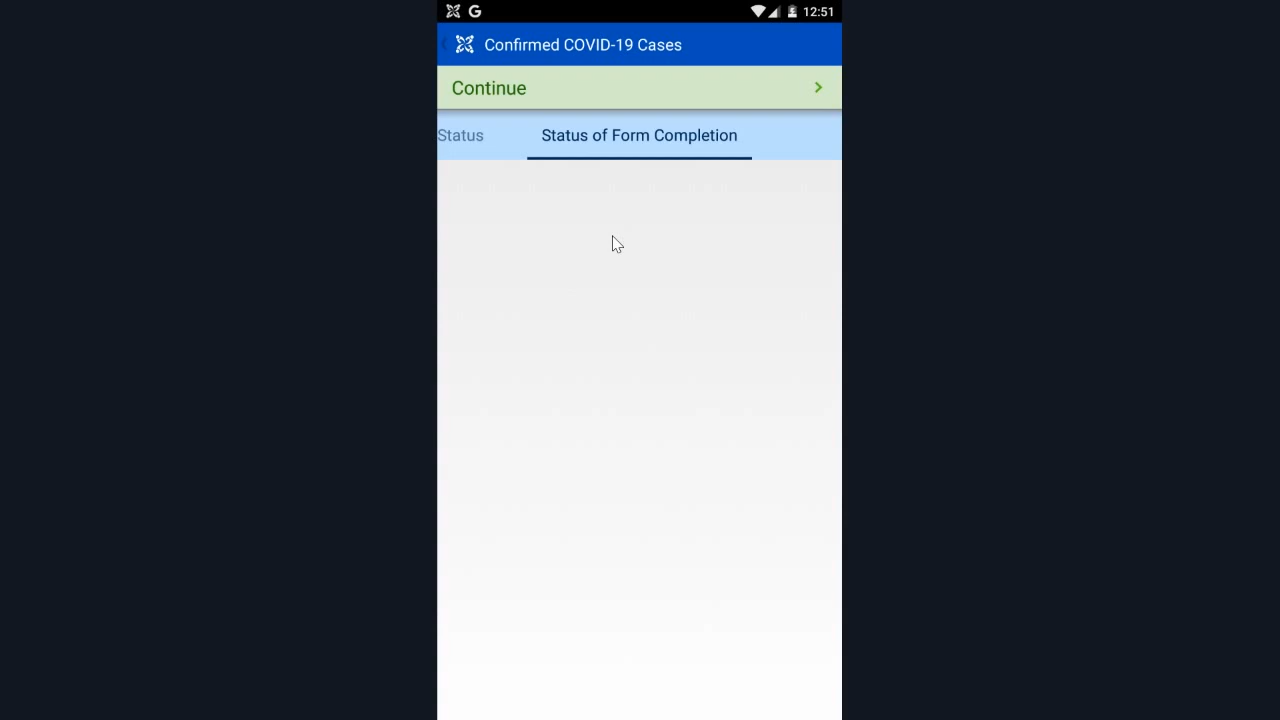 G
12:51
Confirmed COVID-19 Cases
Continue
Status
Status of Form Completion